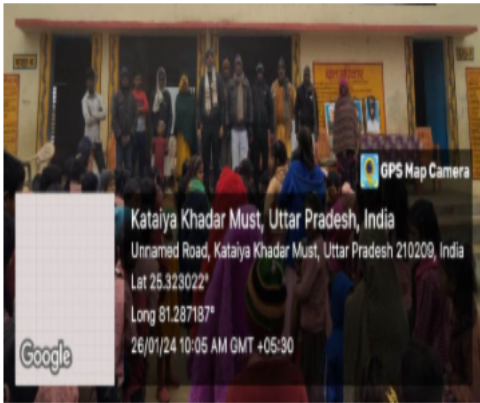 GPS Map Camera
Kataiya Khadar Must, Uttar Pradesh, India
Unnamed Road, Kataiya Khadar Must, Uttar Pradesh 210209, India
Lat 25.323022°
Long 81.287187°
26/01/24 10:05 AM GMT +05:30
Google